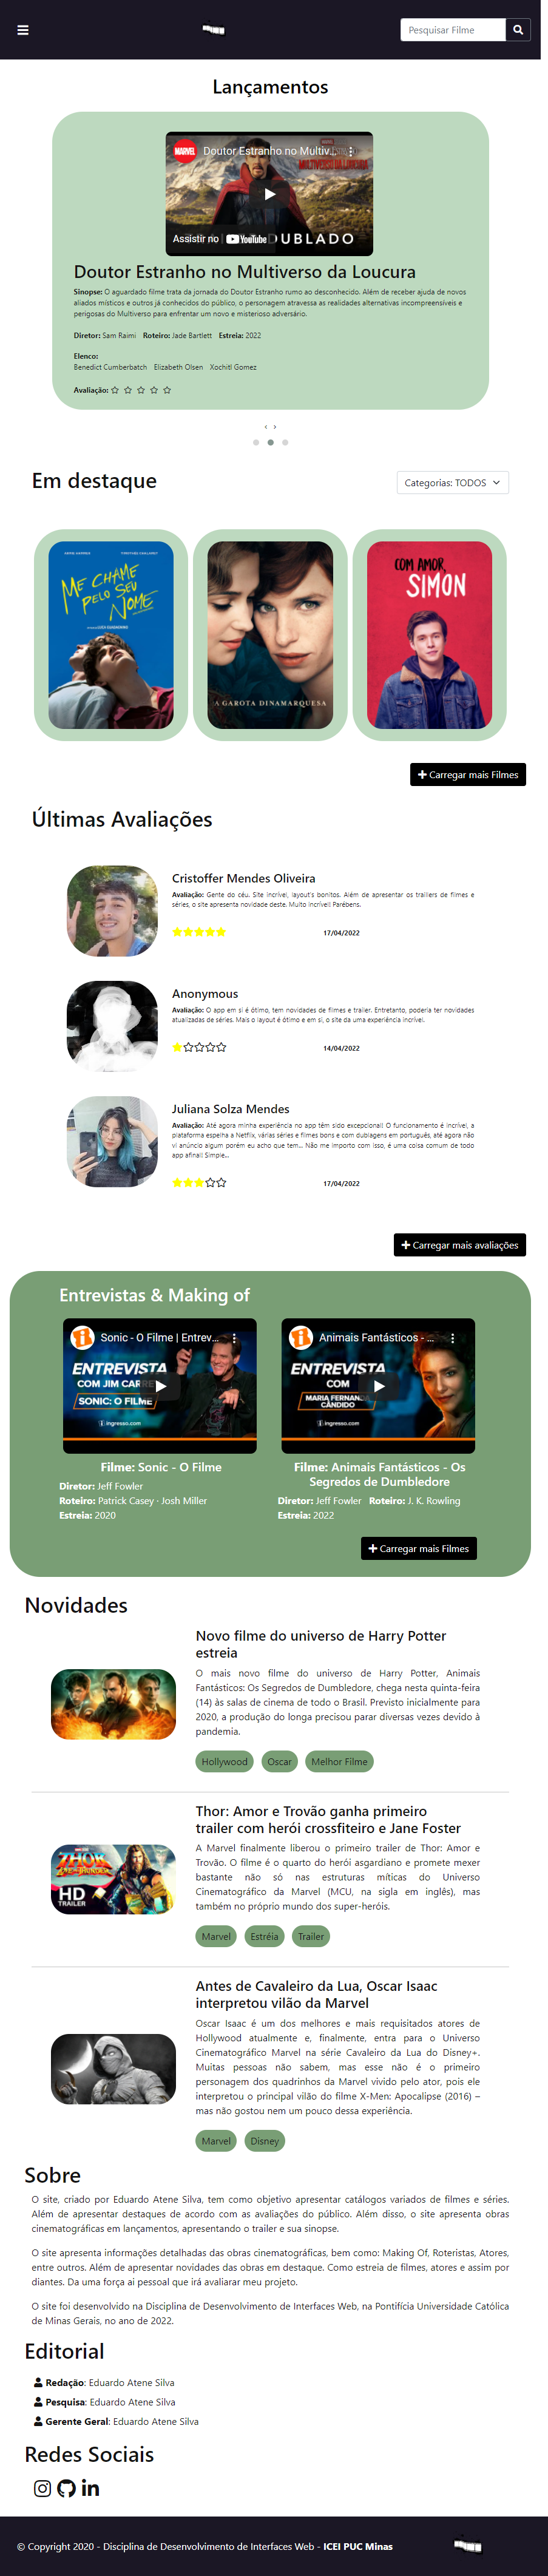 Pesquisar Filme
Lançamentos
MARVEL
Doutor Estranho no Multiv...
MULTIVERSO DA LOUCURA
Assistir no YouTube
DUBLADO
Doutor Estranho no Multiverso da Loucura
Sinopse: O aguardado filme trata da jornada do Doutor Estranho rumo ao desconhecido. Além de receber ajuda de novos
aliados místicos e outros já conhecidos do público, o personagem atravessa as realidades alternativas incompreensíveis e
perigosas do Multiverso para enfrentar um novo e misterioso adversário.
Diretor: Sam Raimi Roteiro: Jade Bartlett Estreia: 2022
Elenco:
Benedict Cumberbatch Elizabeth Olsen Xochitl Gomez
Avaliação:
‹ ›
Em destaque
Categorias: TODOS
ME CHAME
PELO SEU
NOME
A GAROTA DINAMARQUESA
COM AMOR,
SIMON
Carregar mais Filmes
Últimas Avaliações
Cristoffer Mendes Oliveira
Avaliação: Gente do céu. Site incrível, layout's bonitos. Além de apresentar os traillers de filmes e
séries, o site apresenta novidade deste. Muito incrível! Parébens.
17/04/2022
Anonymous
Avaliação: O app em si é ótimo, tem novidades de filmes e trailer. Entretanto, poderia ter novidades
atualizadas de séries. Mais o layout é ótimo e em si, o site da uma experiência incrível.
14/04/2022
Juliana Solza Mendes
Avaliação: Até agora minha experiência no app têm sido excepcional! O funcionamento é incrível, a
plataforma espelha a Netflix, várias séries e filmes bons e com dublagens em português, até agora não
vi anúncio algum porém eu acho que tem... Não me importo com isso, é uma coisa comum de todo
app afinal! Simple...
17/04/2022
Carregar mais avaliações
Entrevistas & Making of
Sonic - O Filme | Entrev...
ENTREVISTA
COM JIM CARREY
SONIC: O FILME
ingresso.com
Animais Fantásticos - ...
ENTREVISTA
COM
MARIA FERNANDA
CÂNDIDO
ingresso.com
Filme: Sonic - O Filme
Diretor: Jeff Fowler
Roteiro: Patrick Casey · Josh Miller
Estreia: 2020
Filme: Animais Fantásticos - Os
Segredos de Dumbledore
Diretor: Jeff Fowler Roteiro: J. K. Rowling
Estreia: 2022
Carregar mais Filmes
Novidades
Novo filme do universo de Harry Potter
estreia
O mais novo filme do universo de Harry Potter, Animais
Fantásticos: Os Segredos de Dumbledore, chega nesta quinta-feira
(14) às salas de cinema de todo o Brasil. Previsto inicialmente para
2020, a produção do longa precisou parar diversas vezes devido à
pandemia.
Hollywood Oscar Melhor Filme
Thor: Amor e Trovão ganha primeiro
trailer com herói crossfiteiro e Jane Foster
THOR
HD
TRAILER
A Marvel finalmente liberou o primeiro trailer de Thor: Amor e
Trovão. O filme é o quarto do herói asgardiano e promete mexer
bastante não só nas estruturas míticas do Universo
Cinematográfico da Marvel (MCU, na sigla em inglês), mas
também no próprio mundo dos super-heróis.
Marvel Estréia Trailer
Antes de Cavaleiro da Lua, Oscar Isaac
interpretou vilão da Marvel
Oscar Isaac é um dos melhores e mais requisitados atores de
Hollywood atualmente e, finalmente, entra para o Universo
Cinematográfico Marvel na série Cavaleiro da Lua do Disney+.
Muitas pessoas não sabem, mas esse não é o primeiro
personagem dos quadrinhos da Marvel vivido pelo ator, pois ele
interpretou o principal vilão do filme X-Men: Apocalipse (2016) –
mas não gostou nem um pouco dessa experiência.
Marvel Disney
Sobre
O site, criado por Eduardo Atene Silva, tem como objetivo apresentar catálogos variados de filmes e séries.
Além de apresentar destaques de acordo com as avaliações do público. Além disso, o site apresenta obras
cinematográficas em lançamentos, apresentando o trailer e sua sinopse.
O site apresenta informações detalhadas das obras cinematográficas, bem como: Making Of, Roteristas, Atores,
entre outros. Além de apresentar novidades das obras em destaque. Como estreia de filmes, atores e assim por
diantes. Da uma força ai pessoal que irá avaliarar meu projeto.
O site foi desenvolvido na Disciplina de Desenvolvimento de Interfaces Web, na Pontifícia Universidade Católica
de Minas Gerais, no ano de 2022.
Editorial
Redação: Eduardo Atene Silva
Pesquisa: Eduardo Atene Silva
Gerente Geral: Eduardo Atene Silva
Redes Sociais
© Copyright 2020 - Disciplina de Desenvolvimento de Interfaces Web - ICEI PUC Minas